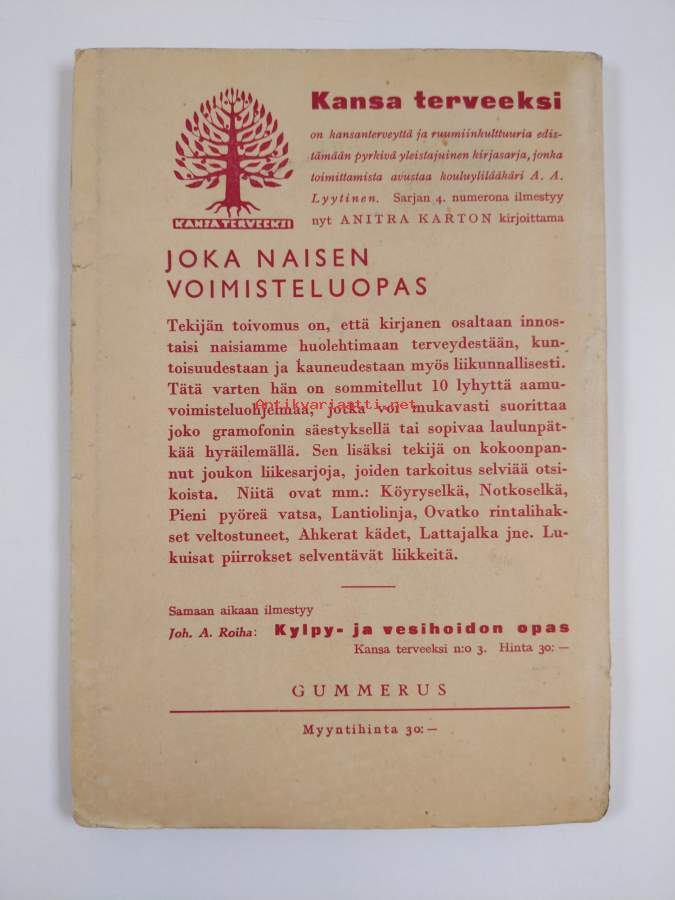 Kansa terveeksi
on kansanterveyttä ja ruumiinkulttuuria edis-
tämään pyrkivä yleistajuinen kirjasarja, jonka
toimittamista avustaa kouluylilääkäri A. A.
Lyytinen. Sarjan 4. numerona ilmestyy
nyt ANITRA KARTON kirjoittama
KANSA TERVEEKSI
JOKA NAISEN
VOIMISTELUOPAS
Tekijän toivomus on, että kirjanen osaltaan innos-
taisi naisiamme huolehtimaan terveydestään, kun-
toisuudestaan ja kauneudestaan myös liikunnallisesti.
Tätä varten hän on sommitellut 10 lyhyttä aamu-
voimisteluohjelmaa, jotka voi mukavasti suorittaa
Antikvariaatti.net
joko gramofonin säestyksellä tai sopivaa laulunpät-
kää hyräilemällä. Sen lisäksi tekijä on kokoonpan-
nut joukon liikesarjoja, joiden tarkoitus selviää otsi-
koista. Niitä ovat mm.: Köyryselkä, Notkoselkä,
Pieni pyöreä vatsa, Lantiolinja, Ovatko rintalihak-
set veltostuneet, Ahkerat kädet, Lattajalka jne. Lu-
kuisat piirrokset selventävät liikkeitä.
Samaan aikaan ilmestyy
Joh. A. Roiha: Kylpy- ja vesihoidon opas
Kansa terveeksi n:o 3. Hinta 30: —
GUMMERUS
Myyntihinta 30: —